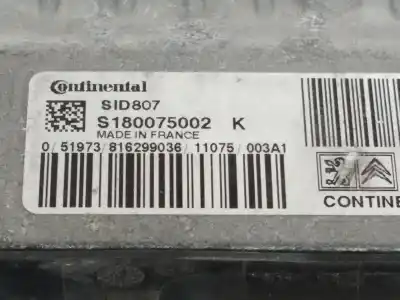 Continental
SID807
S180075002 K
MADE IN FRANCE
0/51973/816299036/11075/003A1
CONTINE